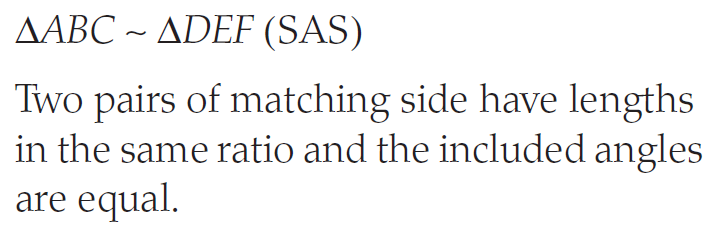 ΔABC ~ ΔDEF (SAS)
Two pairs of matching side have lengths
in the same ratio and the included angles
are equal.